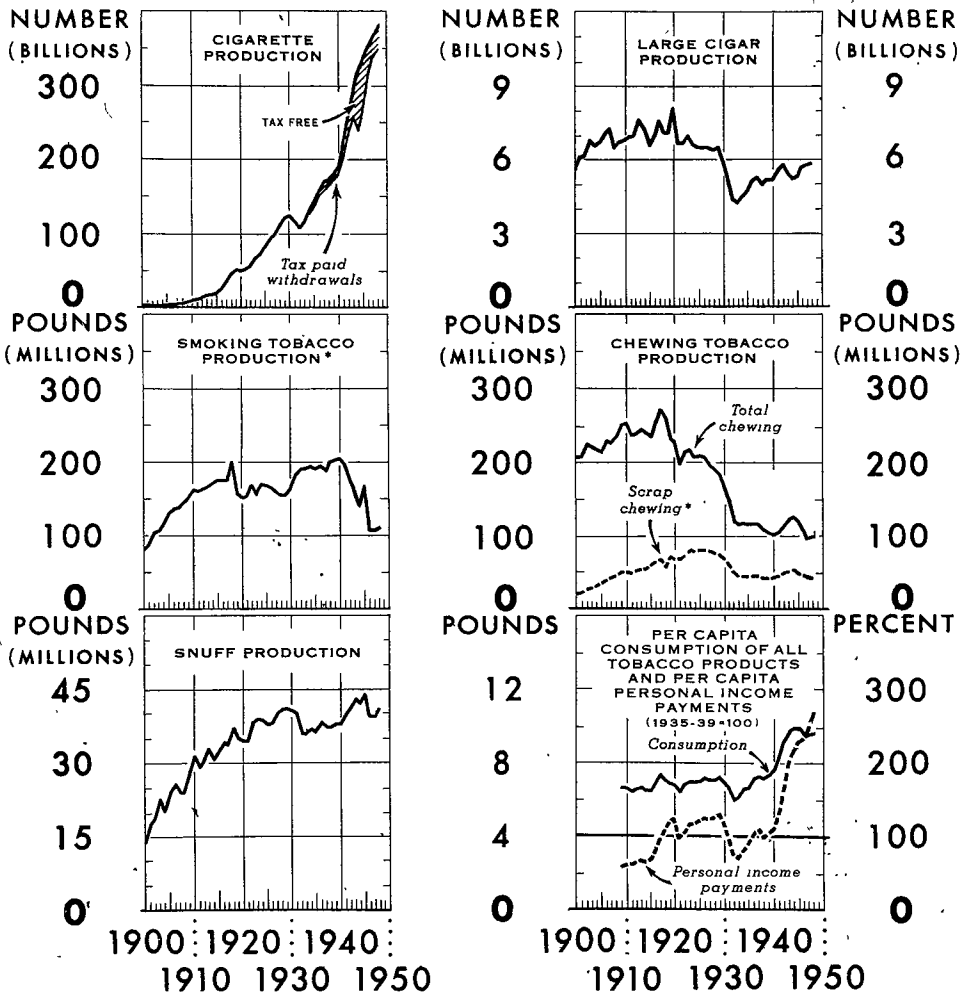 NUMBER
(BILLIONS)
300
200
100
0
CIGARETTE
PRODUCTION
TAX FREE
Tax paid
withdrawals
NUMBER
(BILLIONS)
9
6
3
0
LARGE CIGAR
PRODUCTION
NUMBER
(BILLIONS)
9
6
3
0
POUNDS
(MILLIONS)
300
200
100
0
SMOKING TOBACCO
PRODUCTION*
POUNDS
(MILLIONS)
300
200
100
0
CHEWING TOBACCO
PRODUCTION
Total
chewing
Scrap
chewing*
POUNDS
(MILLIONS)
300
200
100
0
POUNDS
(MILLIONS)
45
30
15
0
SNUFF PRODUCTION
POUNDS
12
8
4
0
PER CAPITA
CONSUMPTION OF ALL
TOBACCO PRODUCTS
AND PER CAPITA
PERSONAL INCOME
PAYMENTS
(1935-39=100)
Consumption
Personal income
payments
PERCENT
300
200
100
0
1900 1920 1940
1910 1930 1950
1900 1920 1940
1910 1930 1950